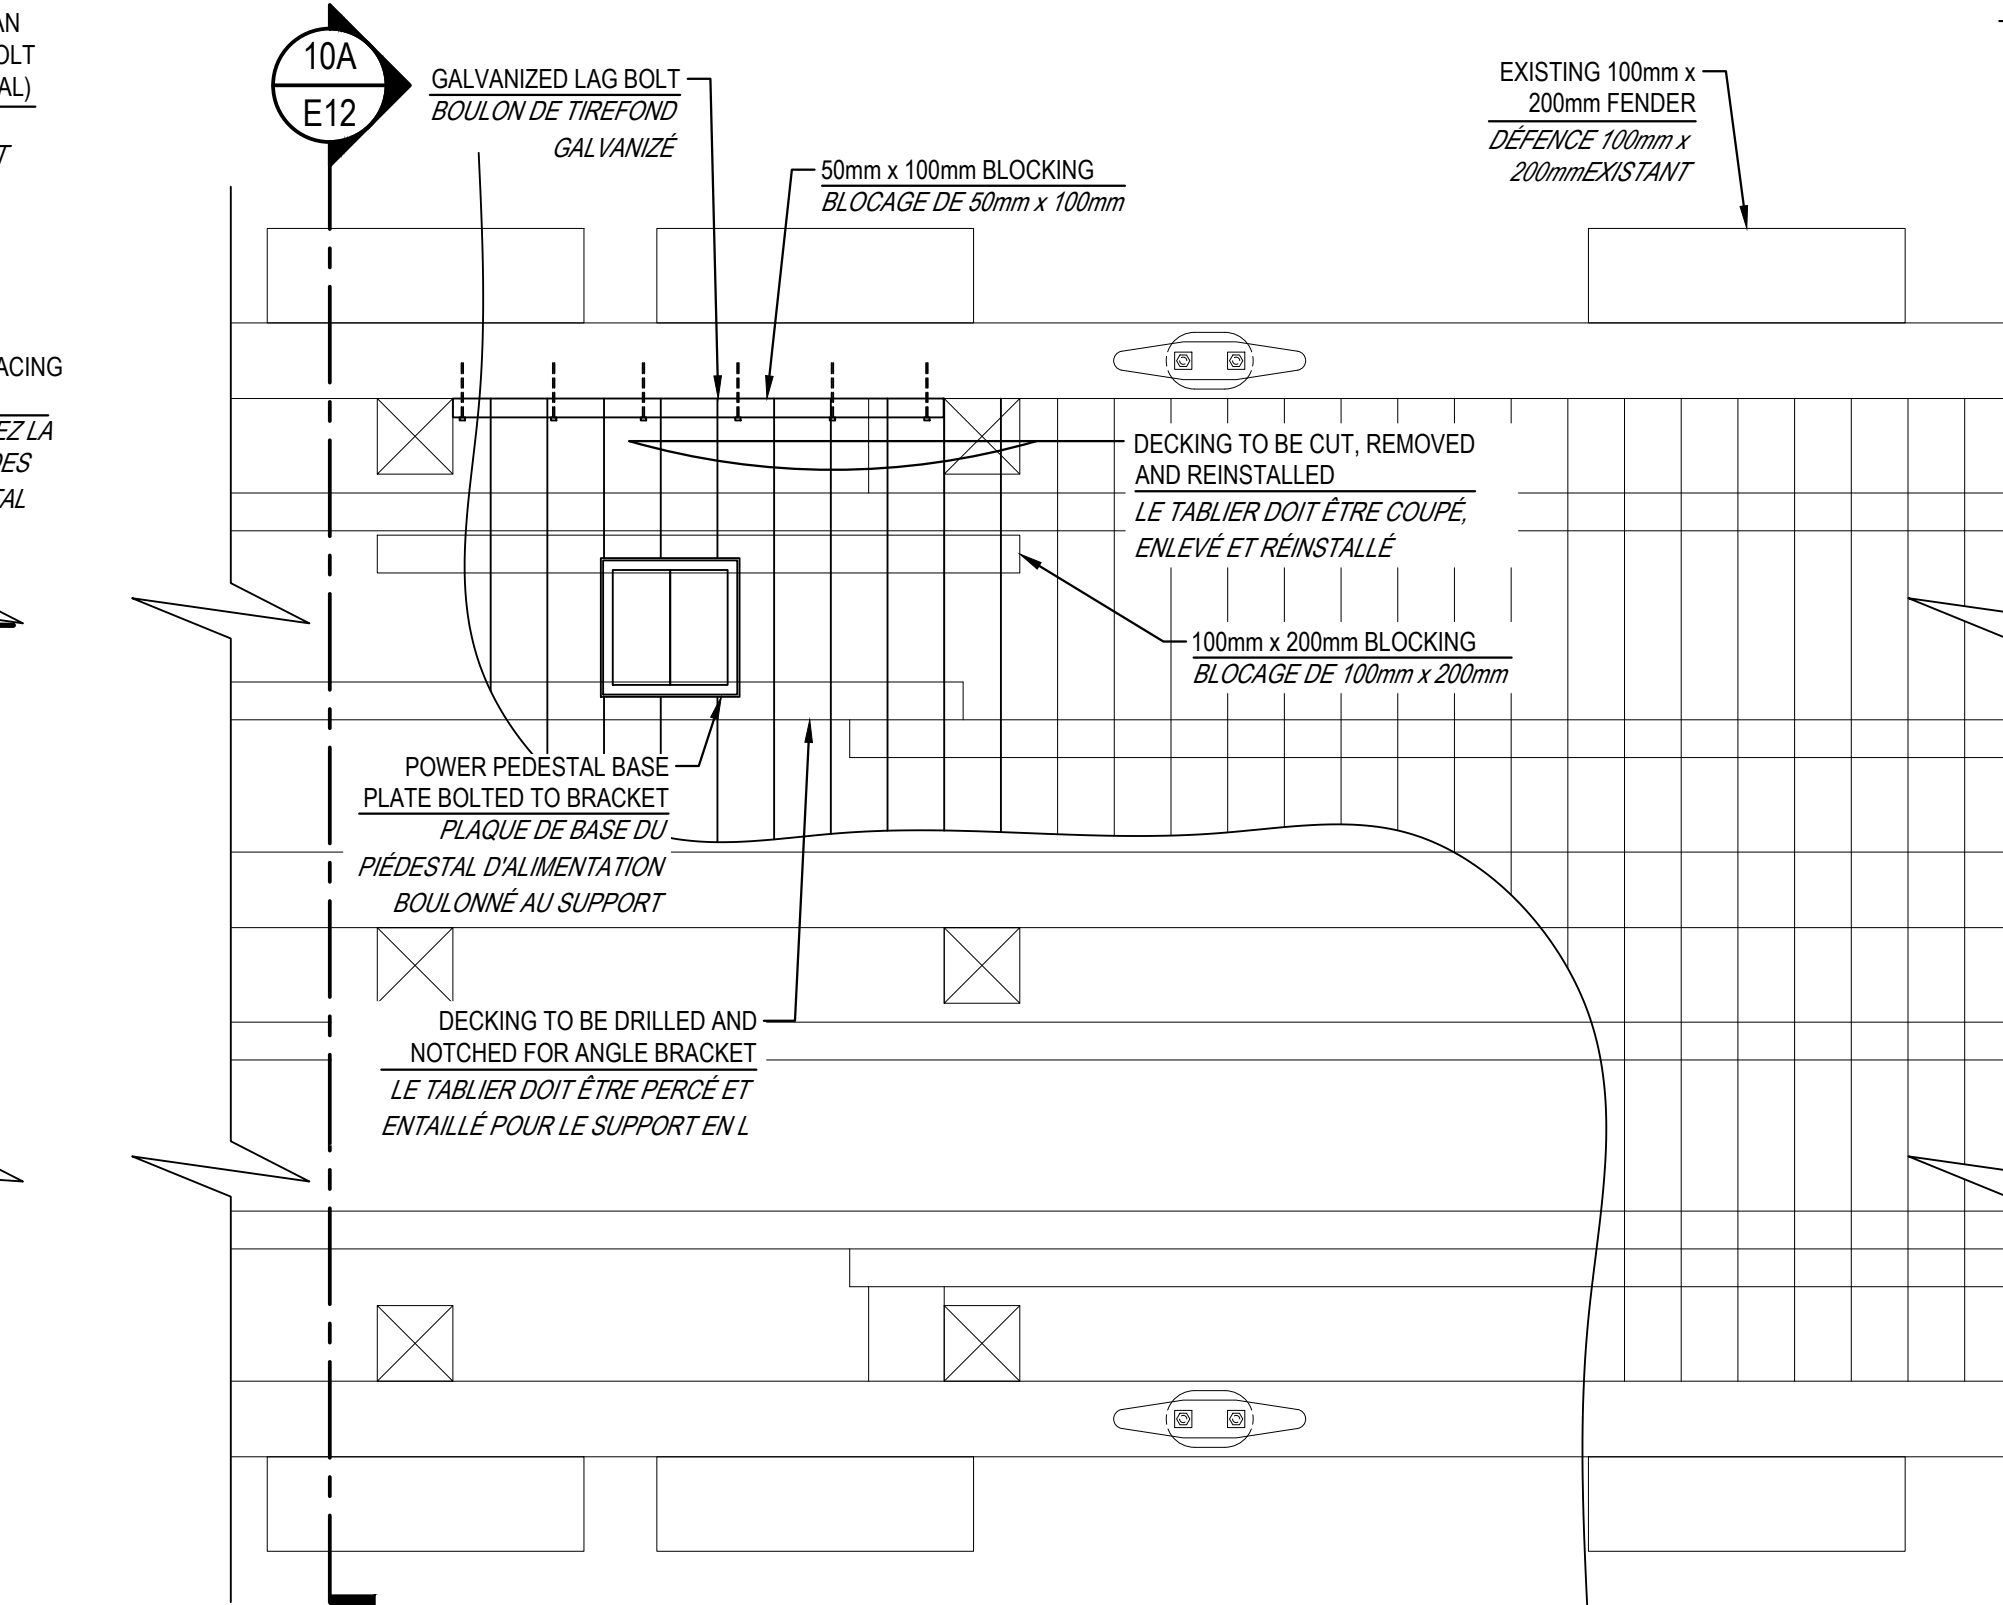 10A
E12
GALVANIZED LAG BOLT
BOULON DE TIREFOND
GALVANIZÉ
50mm x 100mm BLOCKING
BLOCAGE DE 50mm x 100mm
EXISTING 100mm x
200mm FENDER
DÉFENCE 100mm x
200mmEXISTANT
DECKING TO BE CUT, REMOVED
AND REINSTALLED
LE TABLIER DOIT ÊTRE COUPÉ,
ENLEVÉ ET RÉINSTALLÉ
100mm x 200mm BLOCKING
BLOCAGE DE 100mm x 200mm
POWER PEDESTAL BASE
PLATE BOLTED TO BRACKET
PLAQUE DE BASE DU
PIÉDESTAL D'ALIMENTATION
BOULONNÉ AU SUPPORT
DECKING TO BE DRILLED AND
NOTCHED FOR ANGLE BRACKET
LE TABLIER DOIT ÊTRE PERCÉ ET
ENTAILLÉ POUR LE SUPPORT EN L